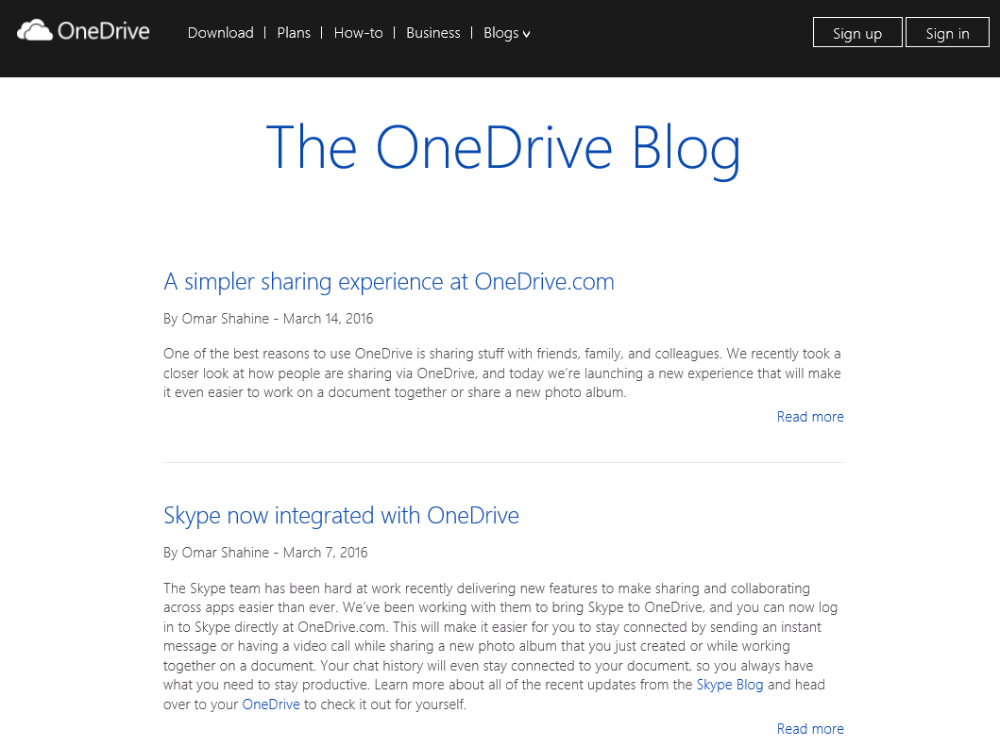 OneDrive Download | Plans | How-to | Business | Blogs Sign up Sign in
The OneDrive Blog
A simpler sharing experience at OneDrive.com
By Omar Shahine - March 14, 2016
One of the best reasons to use OneDrive is sharing stuff with friends, family, and colleagues. We recently took a
closer look at how people are sharing via OneDrive, and today we’re launching a new experience that will make
it even easier to work on a document together or share a new photo album.
Read more
Skype now integrated with OneDrive
By Omar Shahine - March 7, 2016
The Skype team has been hard at work recently delivering new features to make sharing and collaborating
across apps easier than ever. We’ve been working with them to bring Skype to OneDrive, and you can now log
in to Skype directly at OneDrive.com. This will make it easier for you to stay connected by sending an instant
message or having a video call while sharing a new photo album that you just created or while working
together on a document. Your chat history will even stay connected to your document, so you always have
what you need to stay productive. Learn more about all of the recent updates from the Skype Blog and head
over to your OneDrive to check it out for yourself.
Read more